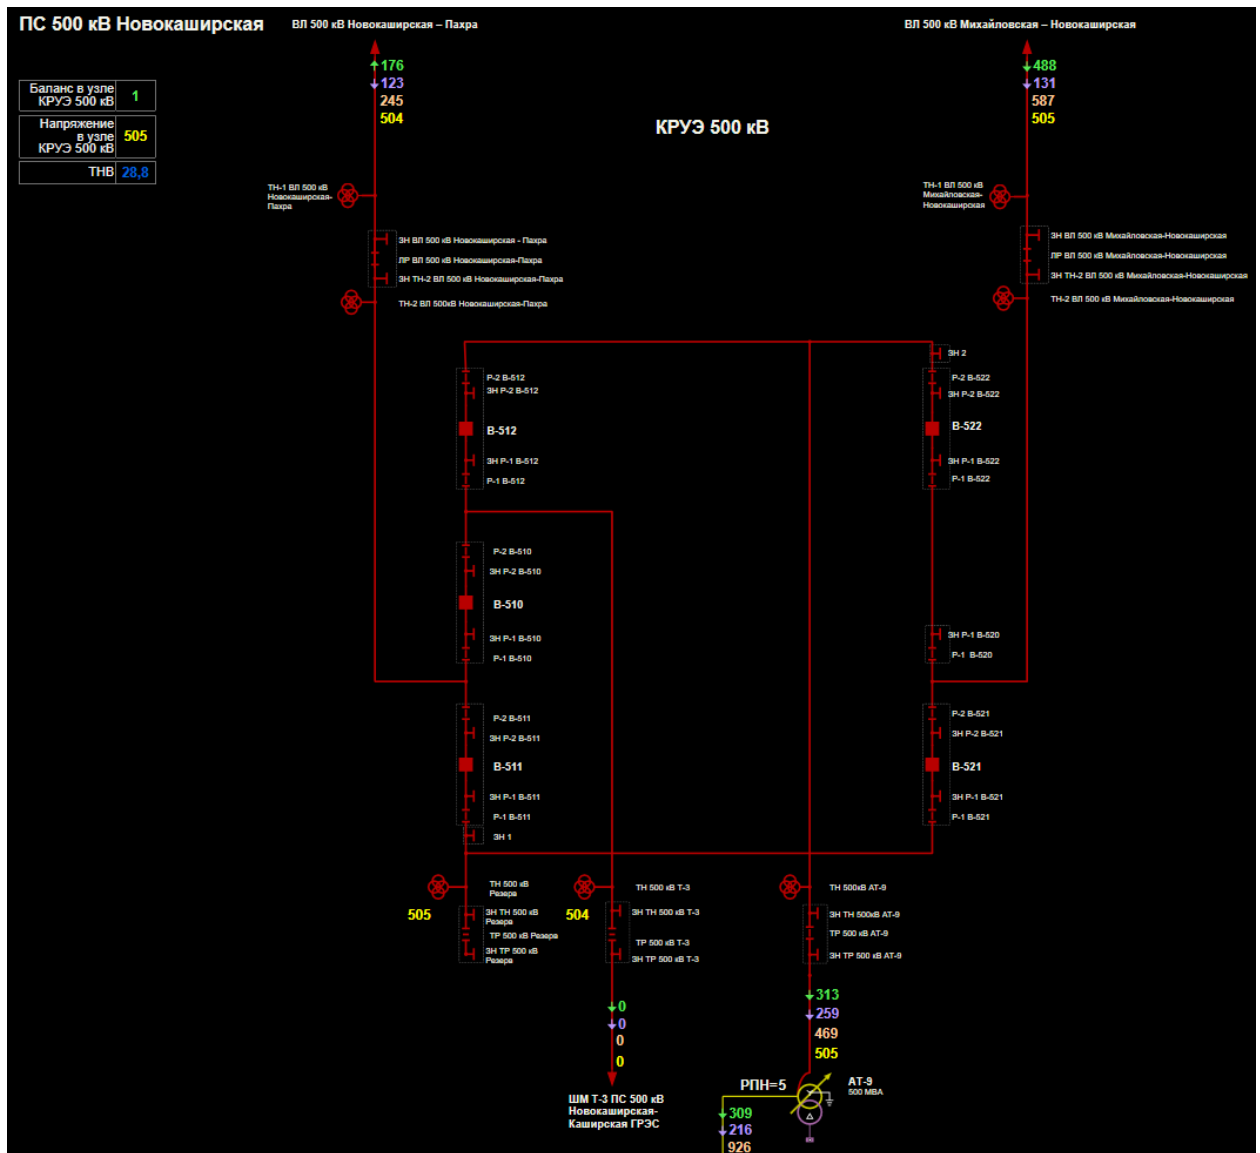 ПС 500 кВ Новокаширская
ВЛ 500 кВ Новокаширская – Пахра
ВЛ 500 кВ Михайловская – Новокаширская
176
123
245
504
488
131
587
505
Баланс в узле
КРУЭ 500 кВ
1
Напряжение
в узле
КРУЭ 500 кВ
505
ТНВ
28,8
КРУЭ 500 кВ
ТН-1 ВЛ 500 кВ
Новокаширская-
Пахра
ТН-1 ВЛ 500 кВ
Михайловская-
Новокаширская
ЗН ВЛ 500 кВ Новокаширская - Пахра
ЛР ВЛ 500 кВ Новокаширская-Пахра
ЗН ТН-2 ВЛ 500 кВ Новокаширская-Пахра
ТН-2 ВЛ 500кВ Новокаширская-Пахра
ЗН ВЛ 500 кВ Михайловская-Новокаширская
ЛР ВЛ 500 кВ Михайловская-Новокаширская
ЗН ТН-2 ВЛ 500 кВ Михайловская-Новокаширская
ТН-2 ВЛ 500 кВ Михайловская-Новокаширская
ЗН 2
Р-2 В-512
ЗН Р-2 В-512
В-512
ЗН Р-1 В-512
Р-1 В-512
Р-2 В-522
ЗН Р-2 В-522
В-522
ЗН Р-1 В-522
Р-1 В-522
Р-2 В-510
ЗН Р-2 В-510
В-510
ЗН Р-1 В-510
Р-1 В-510
ЗН Р-1 В-520
Р-1 В-520
Р-2 В-511
ЗН Р-2 В-511
В-511
ЗН Р-1 В-511
Р-1 В-511
ЗН 1
Р-2 В-521
ЗН Р-2 В-521
В-521
ЗН Р-1 В-521
Р-1 В-521
ТН 500 кВ
Резерв
505
ЗН ТН 500 кВ
Резерв
ТР 500 кВ Резерв
ЗН ТР 500 кВ
Резерв
ТН 500 кВ Т-3
504
ЗН ТН 500 кВ Т-3
ТР 500 кВ Т-3
ЗН ТР 500 кВ Т-3
ТН 500кВ АТ-9
ЗН ТН 500кВ АТ-9
ТР 500 кВ АТ-9
ЗН ТР 500 кВ АТ-9
0
0
0
0
313
259
469
505
ШМ Т-3 ПС 500 кВ
Новокаширская-
Каширская ГРЭС
РПН=5
АТ-9
500 МВА
309
216
926